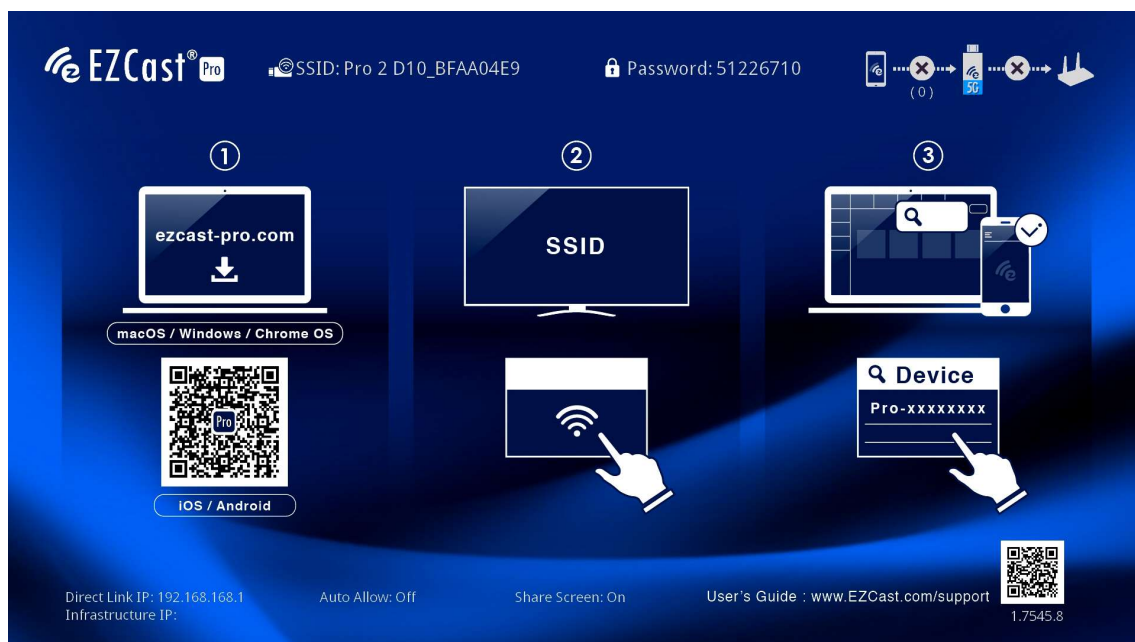 EZCast® Pro
SSID: Pro 2 D10_BFAA04E9
Password: 51226710
5G
(0)
1
2
3
ezcast-pro.com
SSID
macOS / Windows / Chrome OS
Pro
Device
Pro-xxxxxxxx
iOS / Android
Direct Link IP: 192.168.168.1
Infrastructure IP:
Auto Allow: Off
Share Screen: On
User's Guide : www.EZCast.com/support
1.7545.8